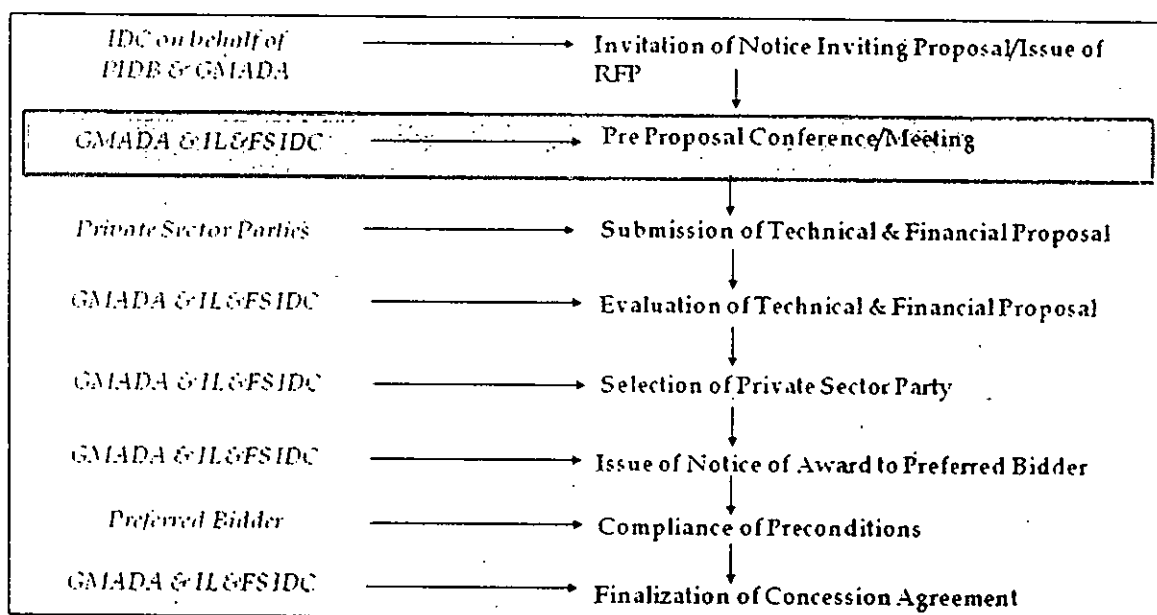 IDC on behalf of
PIDB & GMADA
Invitation of Notice Inviting Proposal/Issue of
RFP
GMADA & IL&FS IDC
Pre Proposal Conference/Meeting
Private Sector Parties
Submission of Technical & Financial Proposal
GMADA & IL&FS IDC
Evaluation of Technical & Financial Proposal
GMADA & IL&FS IDC
Selection of Private Sector Party
GMADA & IL&FS IDC
Issue of Notice of Award to Preferred Bidder
Preferred Bidder
Compliance of Preconditions
GMADA & IL&FS IDC
Finalization of Concession Agreement